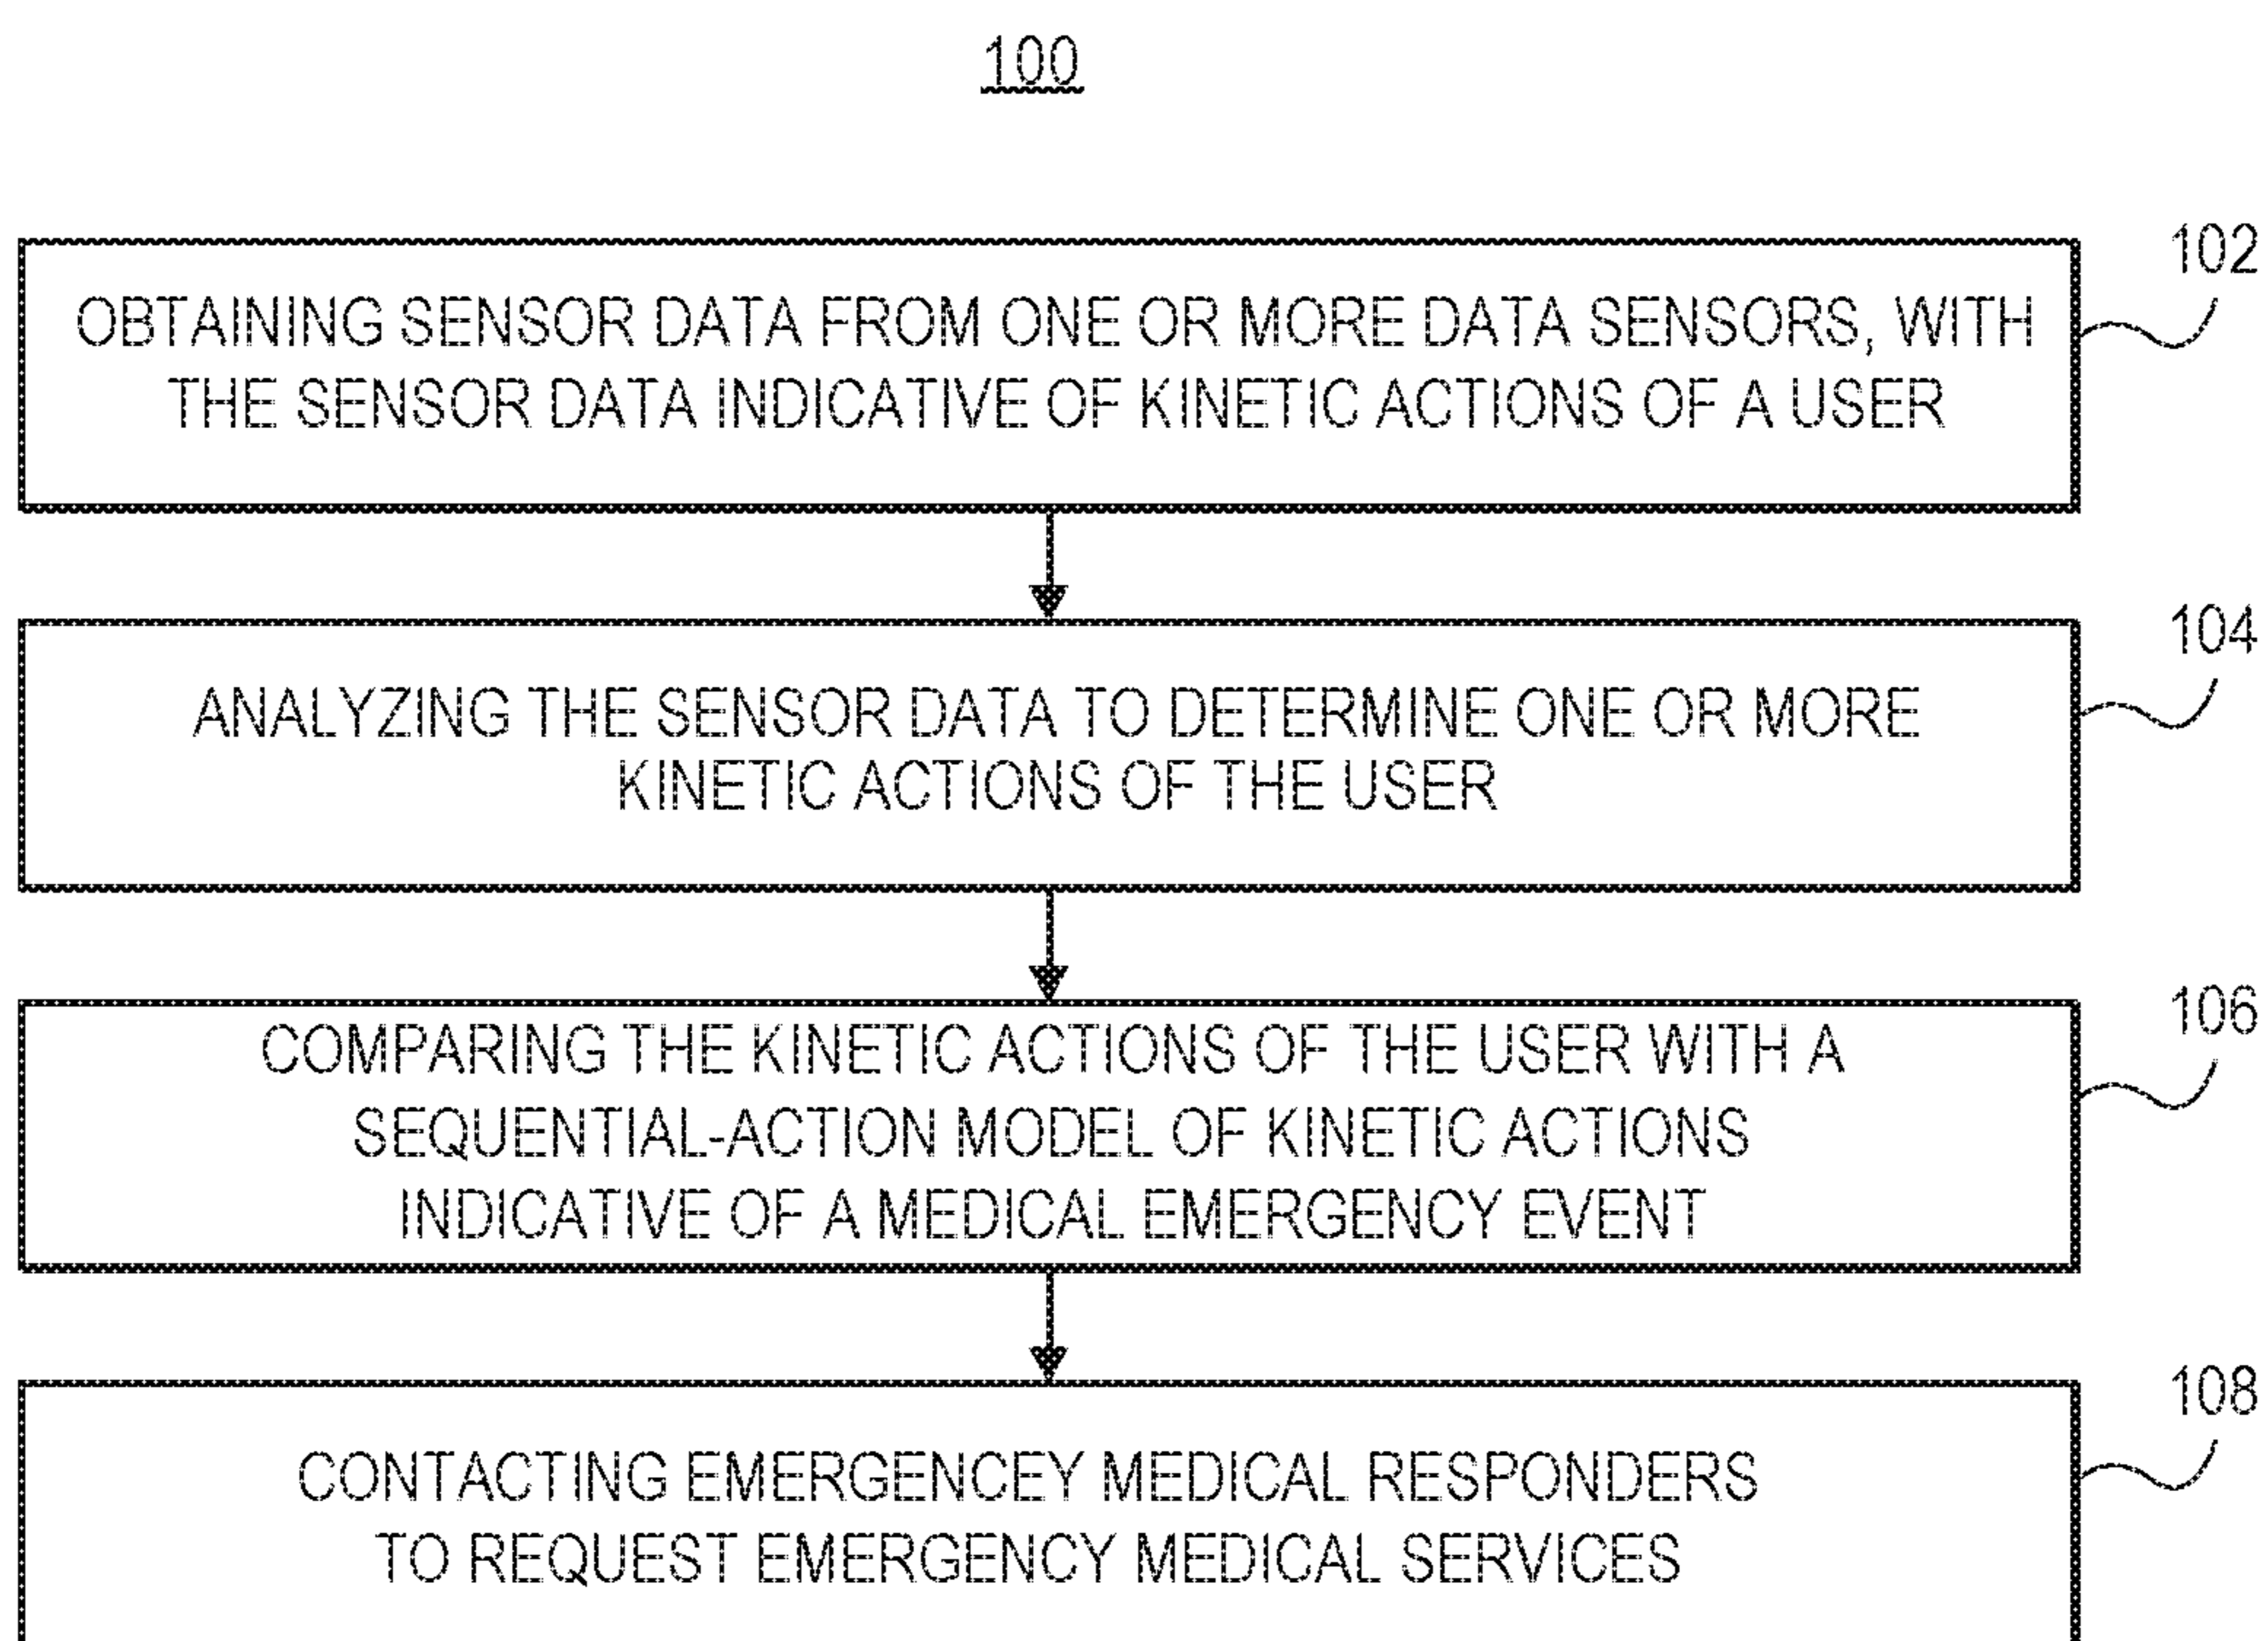 100
102
OBTAINING SENSOR DATA FROM ONE OR MORE DATA SENSORS, WITH
THE SENSOR DATA INDICATIVE OF KINETIC ACTIONS OF A USER
104
ANALYZING THE SENSOR DATA TO DETERMINE ONE OR MORE
KINETIC ACTIONS OF THE USER
106
COMPARING THE KINETIC ACTIONS OF THE USER WITH A
SEQUENTIAL-ACTION MODEL OF KINETIC ACTIONS
INDICATIVE OF A MEDICAL EMERGENCY EVENT
108
CONTACTING EMERGENCEY MEDICAL RESPONDERS
TO REQUEST EMERGENCY MEDICAL SERVICES